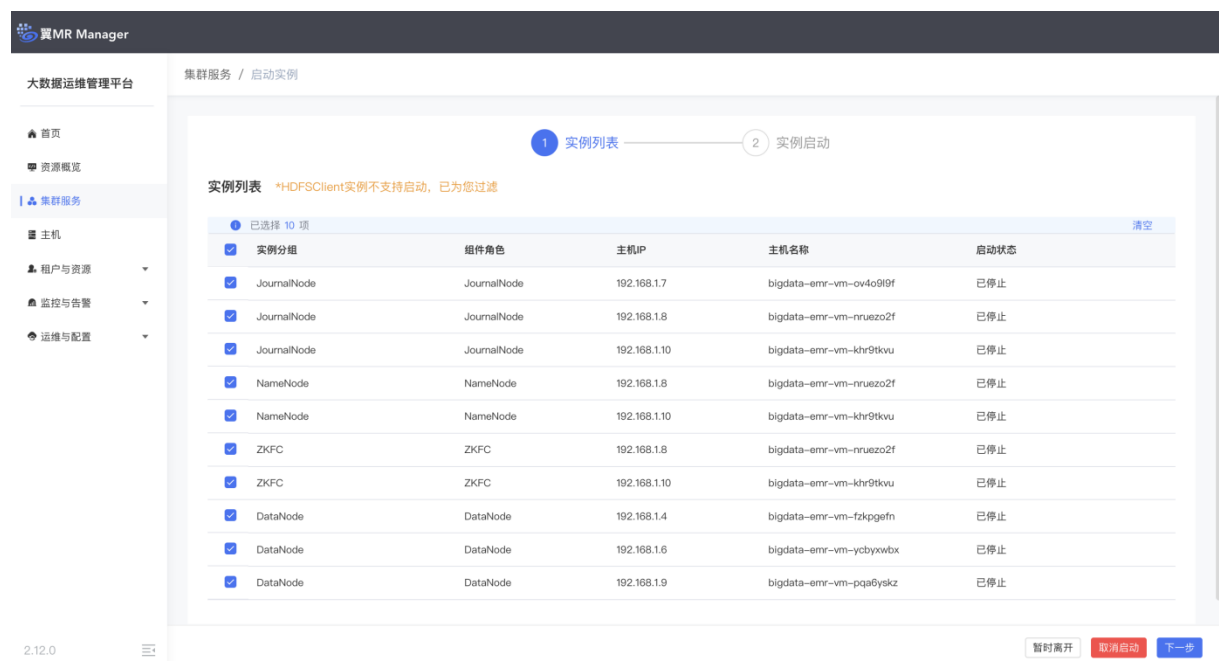 翼MR Manager
大数据运维管理平台
集群服务 / 启动实例
首页
资源概览
集群服务
主机
租户与资源
监控与告警
运维与配置
1 实例列表 2 实例启动
实例列表 *HDFSClient实例不支持启动，已为您过滤
已选择 10 项 清空
实例分组 组件角色 主机IP 主机名称 启动状态
JournalNode JournalNode 192.168.1.7 bigdata-emr-vm-ov4o9l9f 已停止
JournalNode JournalNode 192.168.1.8 bigdata-emr-vm-nruezo2f 已停止
JournalNode JournalNode 192.168.1.10 bigdata-emr-vm-khr9tkvu 已停止
NameNode NameNode 192.168.1.8 bigdata-emr-vm-nruezo2f 已停止
NameNode NameNode 192.168.1.10 bigdata-emr-vm-khr9tkvu 已停止
ZKFC ZKFC 192.168.1.8 bigdata-emr-vm-nruezo2f 已停止
ZKFC ZKFC 192.168.1.10 bigdata-emr-vm-khr9tkvu 已停止
DataNode DataNode 192.168.1.4 bigdata-emr-vm-fzkpgefn 已停止
DataNode DataNode 192.168.1.6 bigdata-emr-vm-ycbyxwbx 已停止
DataNode DataNode 192.168.1.9 bigdata-emr-vm-pqa6yskz 已停止
2.12.0
暂时离开 取消启动 下一步